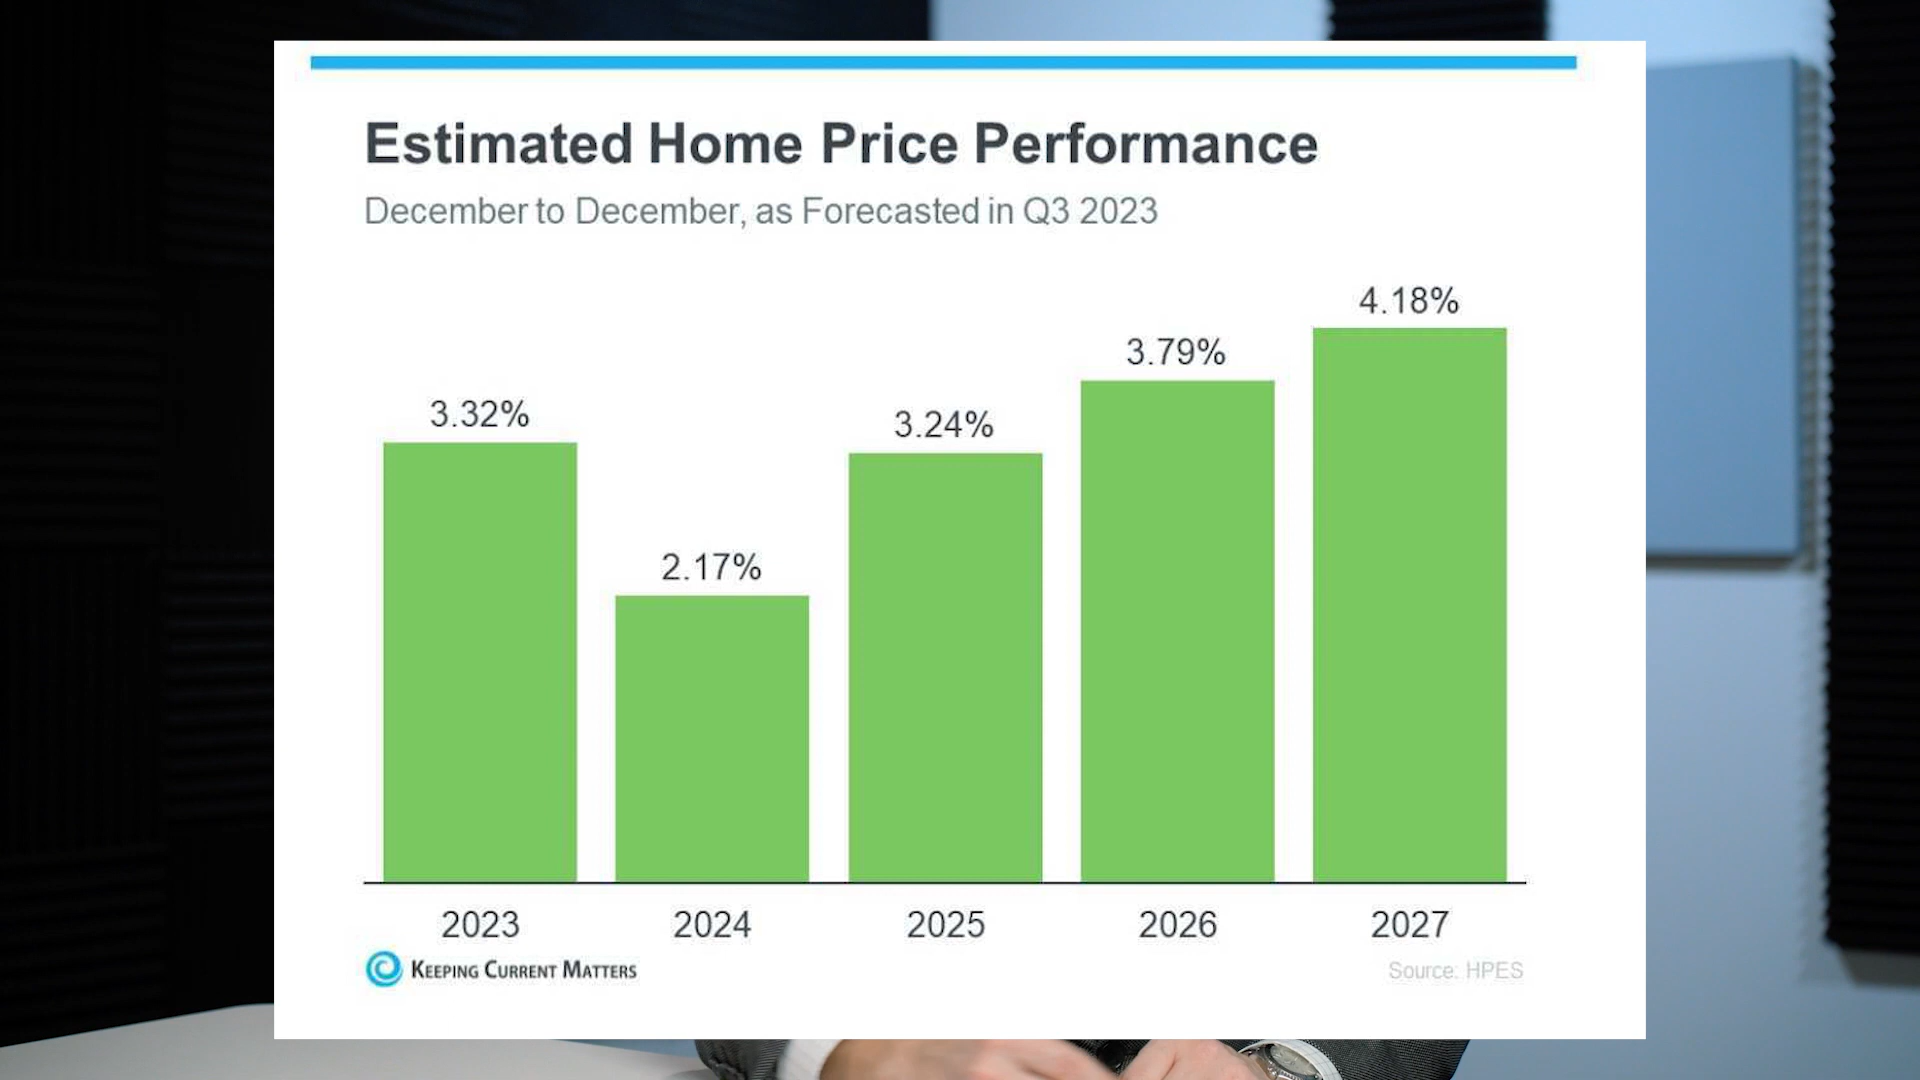 Estimated Home Price Performance
December to December, as Forecasted in Q3 2023
3.32%
2.17%
3.24%
3.79%
4.18%
2023
2024
2025
2026
2027
KEEPING CURRENT MATTERS
Source: HPES